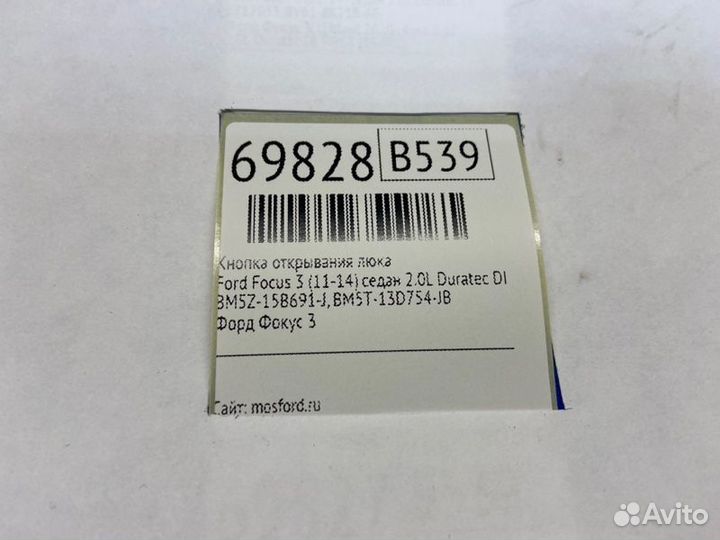 69828 B539
Кнопка открывания люка
Ford Focus 3 (11-14) седан 2.0L Duratec DI
BM5Z-15B691-J, BM5T-13D754-JB
Форд Фокус 3
Сайт: mosford.ru
Avito